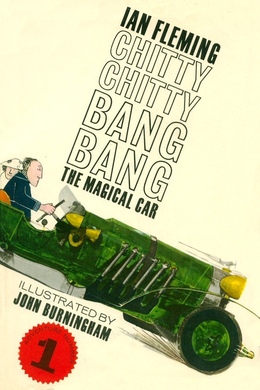 IAN FLEMING
CHITTY
CHITTY
BANG
BANG
THE MAGICAL CAR
ILLUSTRATED BY
JOHN BURNINGHAM
1